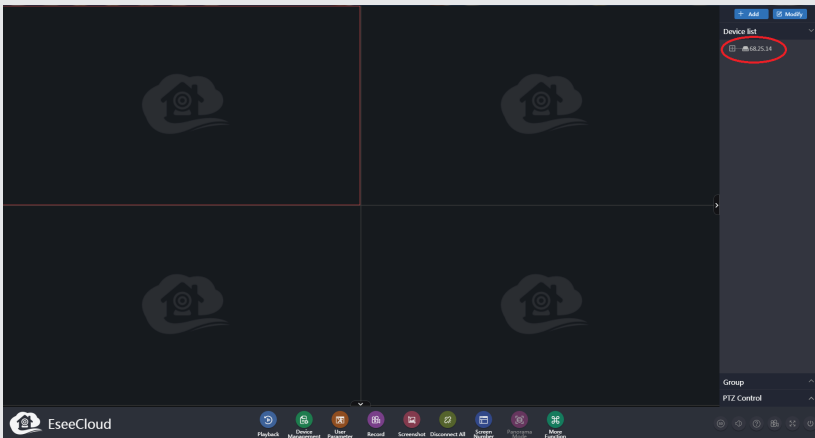 + Add
Modify
Device list
68.25.14
Group
PTZ Control
EseeCloud
Playback
Device Management
User Parameter
Record
Screenshot
Disconnect All
Screen Number
Panorama Mode
More Function